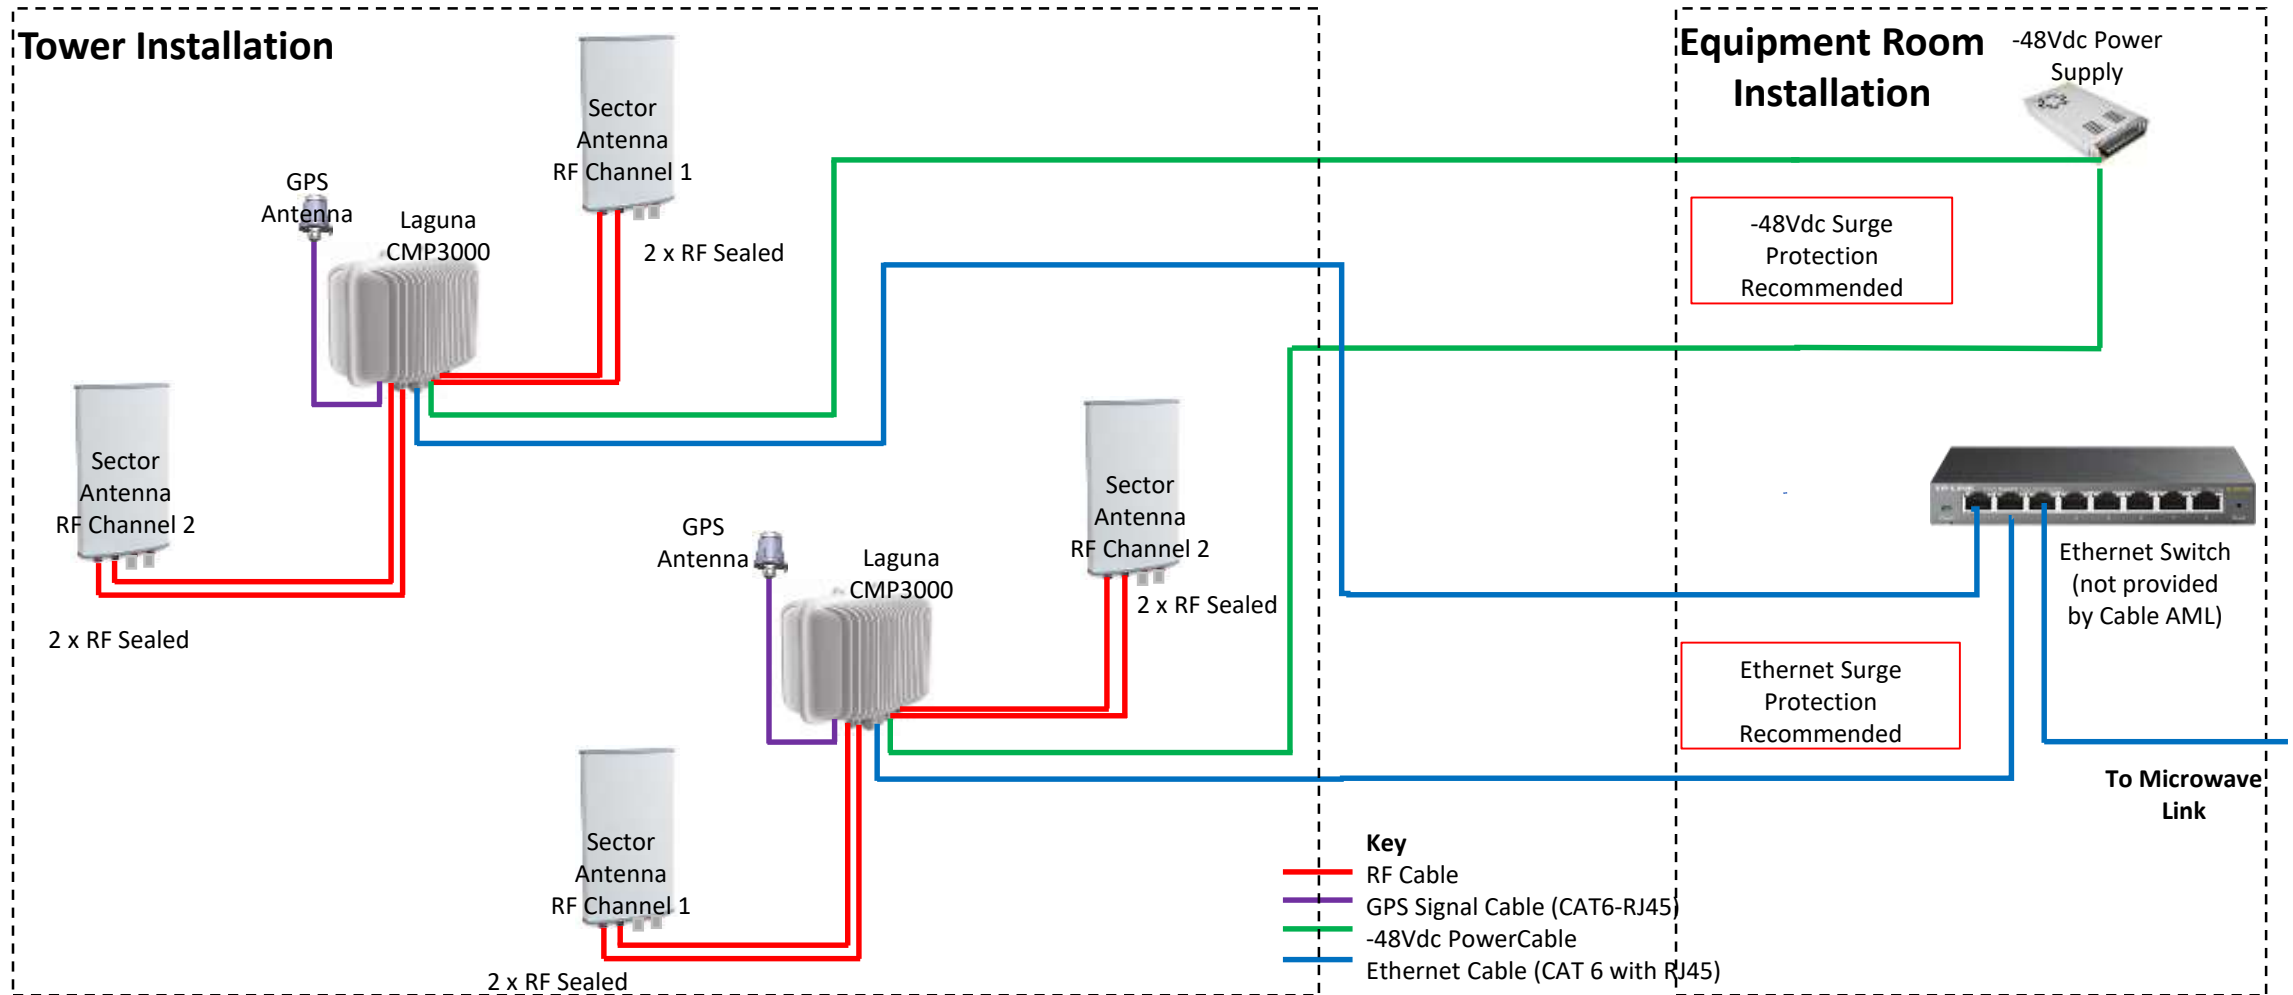 Tower Installation
Equipment Room
Installation
-48Vdc Power
Supply
Sector
Antenna
RF Channel 1
GPS
Antenna
Laguna
CMP3000
2 x RF Sealed
-48Vdc Surge
Protection
Recommended
Sector
Antenna
RF Channel 2
2 x RF Sealed
GPS
Antenna
Laguna
CMP3000
Sector
Antenna
RF Channel 2
2 x RF Sealed
TP-LINK
Ethernet Switch
(not provided
by Cable AML)
Ethernet Surge
Protection
Recommended
To Microwave
Link
Sector
Antenna
RF Channel 1
2 x RF Sealed
Key
RF Cable
GPS Signal Cable (CAT6-RJ45)
-48Vdc PowerCable
Ethernet Cable (CAT 6 with RJ45)